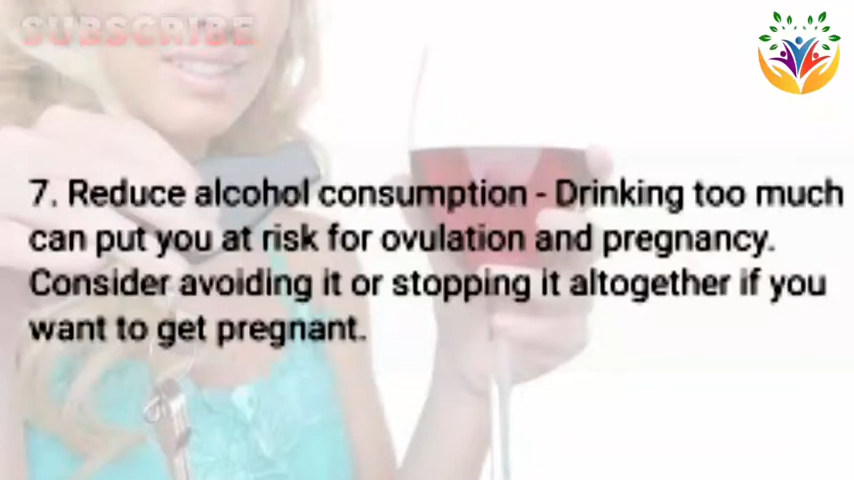 SUBSCRIBE
7. Reduce alcohol consumption - Drinking too much
can put you at risk for ovulation and pregnancy.
Consider avoiding it or stopping it altogether if you
want to get pregnant.